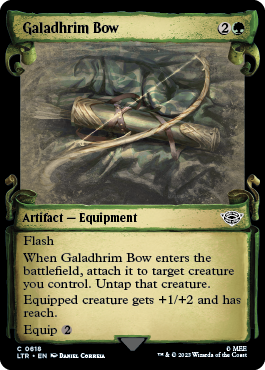 Galadhrim Bow 2
Artifact — Equipment
Flash
When Galadhrim Bow enters the
battlefield, attach it to target creature
you control. Untap that creature.
Equipped creature gets +1/+2 and has
reach.
Equip 2
C 0618
LTR • EN Daniel Correia
© MEE
™ & © 2023 Wizards of the Coast